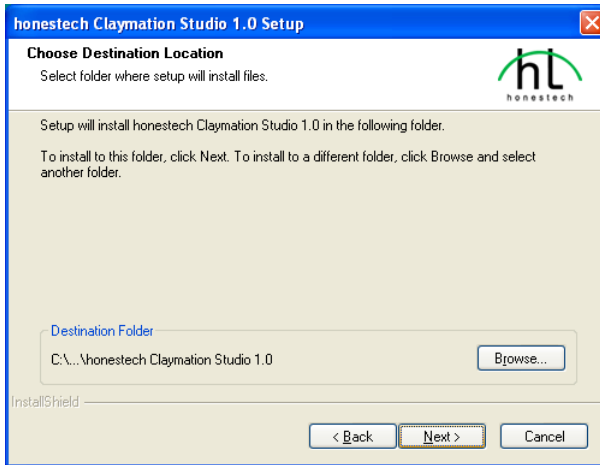 honestech Claymation Studio 1.0 Setup
Choose Destination Location
Select folder where setup will install files.
hl
honestech
Setup will install honestech Claymation Studio 1.0 in the following folder.
To install to this folder, click Next. To install to a different folder, click Browse and select
another folder.
Destination Folder
C:\...\honestech Claymation Studio 1.0
Browse...
InstallShield
< Back
Next >
Cancel